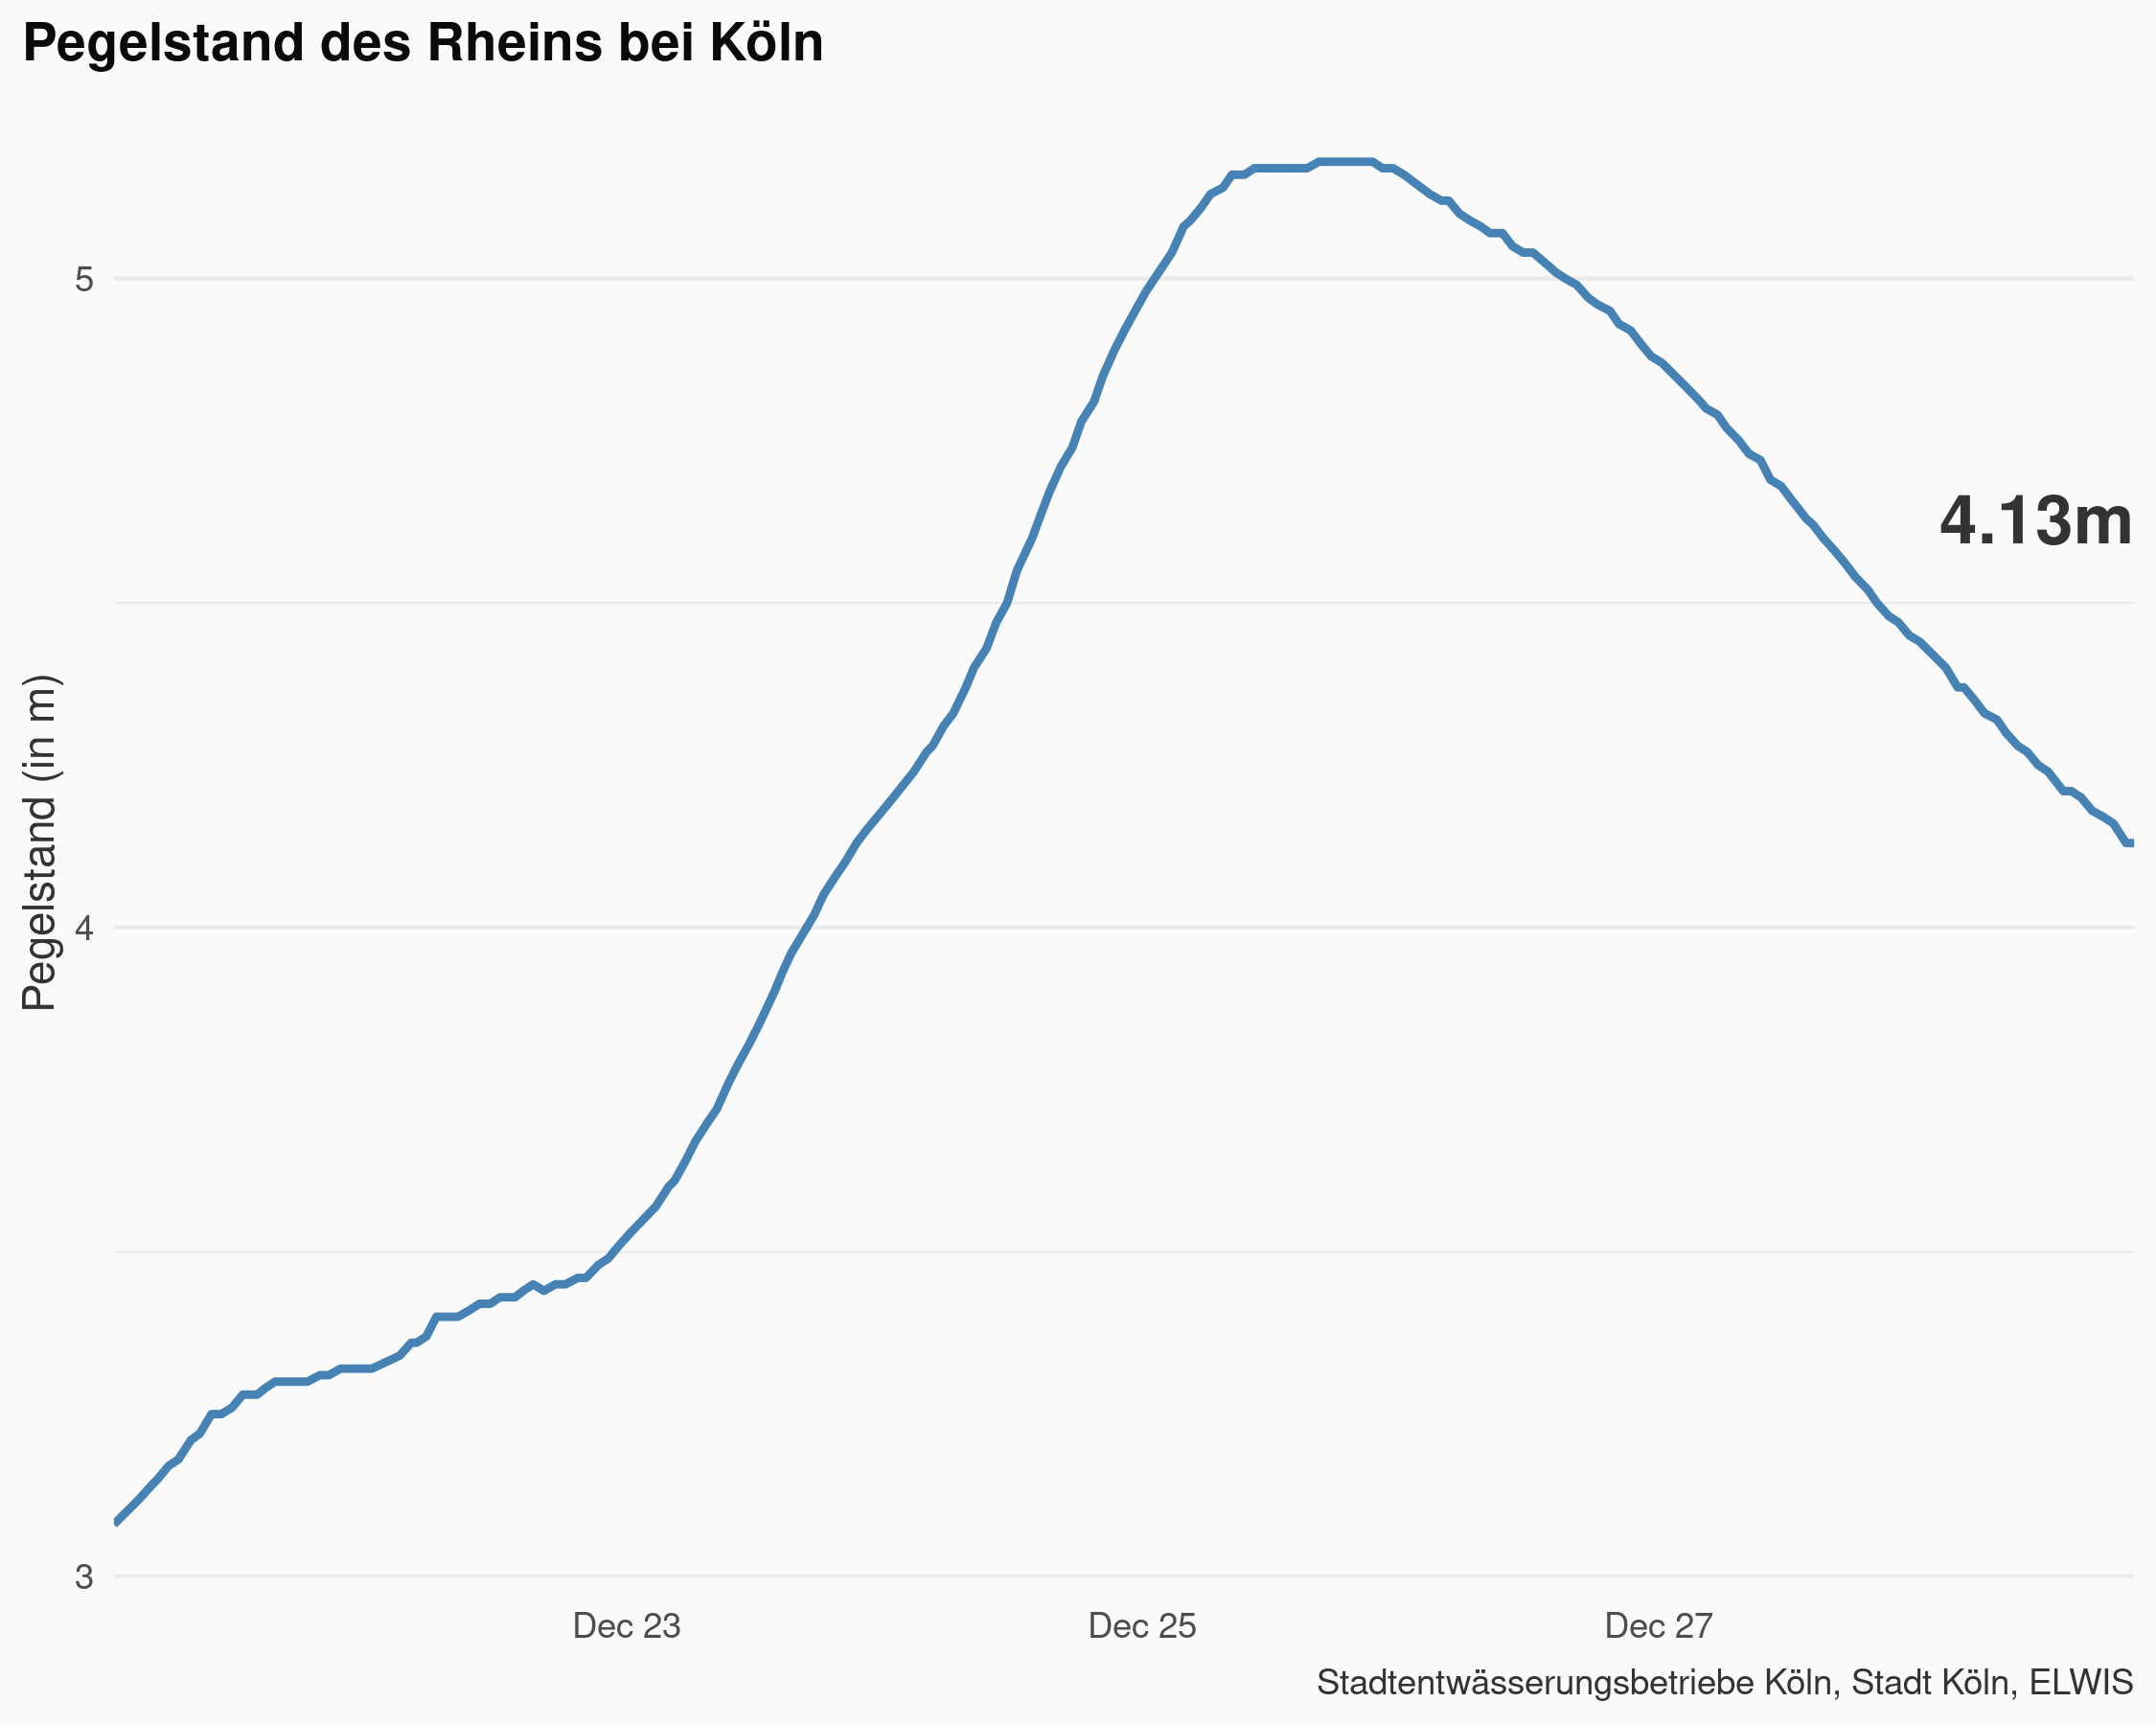 Pegelstand des Rheins bei Köln
Pegelstand (in m)
5
4
3
4.13m
Dec 23
Dec 25
Dec 27
Stadtentwässerungsbetriebe Köln, Stadt Köln, ELWIS